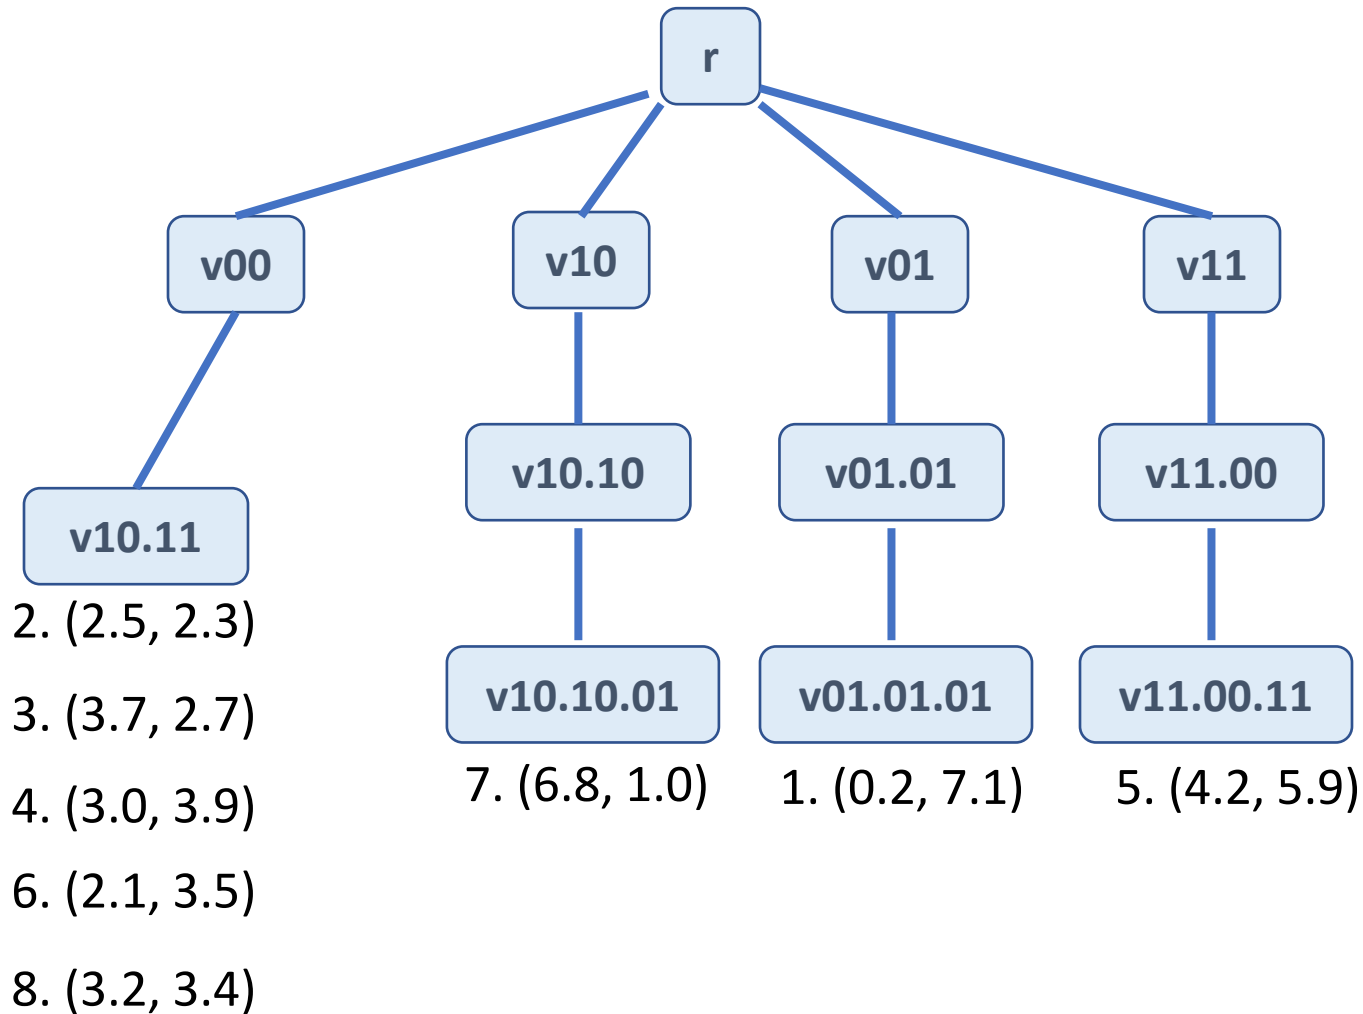 r
v00
v10
v01
v11
v10.11
v10.10
v01.01
v11.00
v10.10.01
v01.01.01
v11.00.11
2. (2.5, 2.3)
3. (3.7, 2.7)
4. (3.0, 3.9)
6. (2.1, 3.5)
8. (3.2, 3.4)
7. (6.8, 1.0)
1. (0.2, 7.1)
5. (4.2, 5.9)